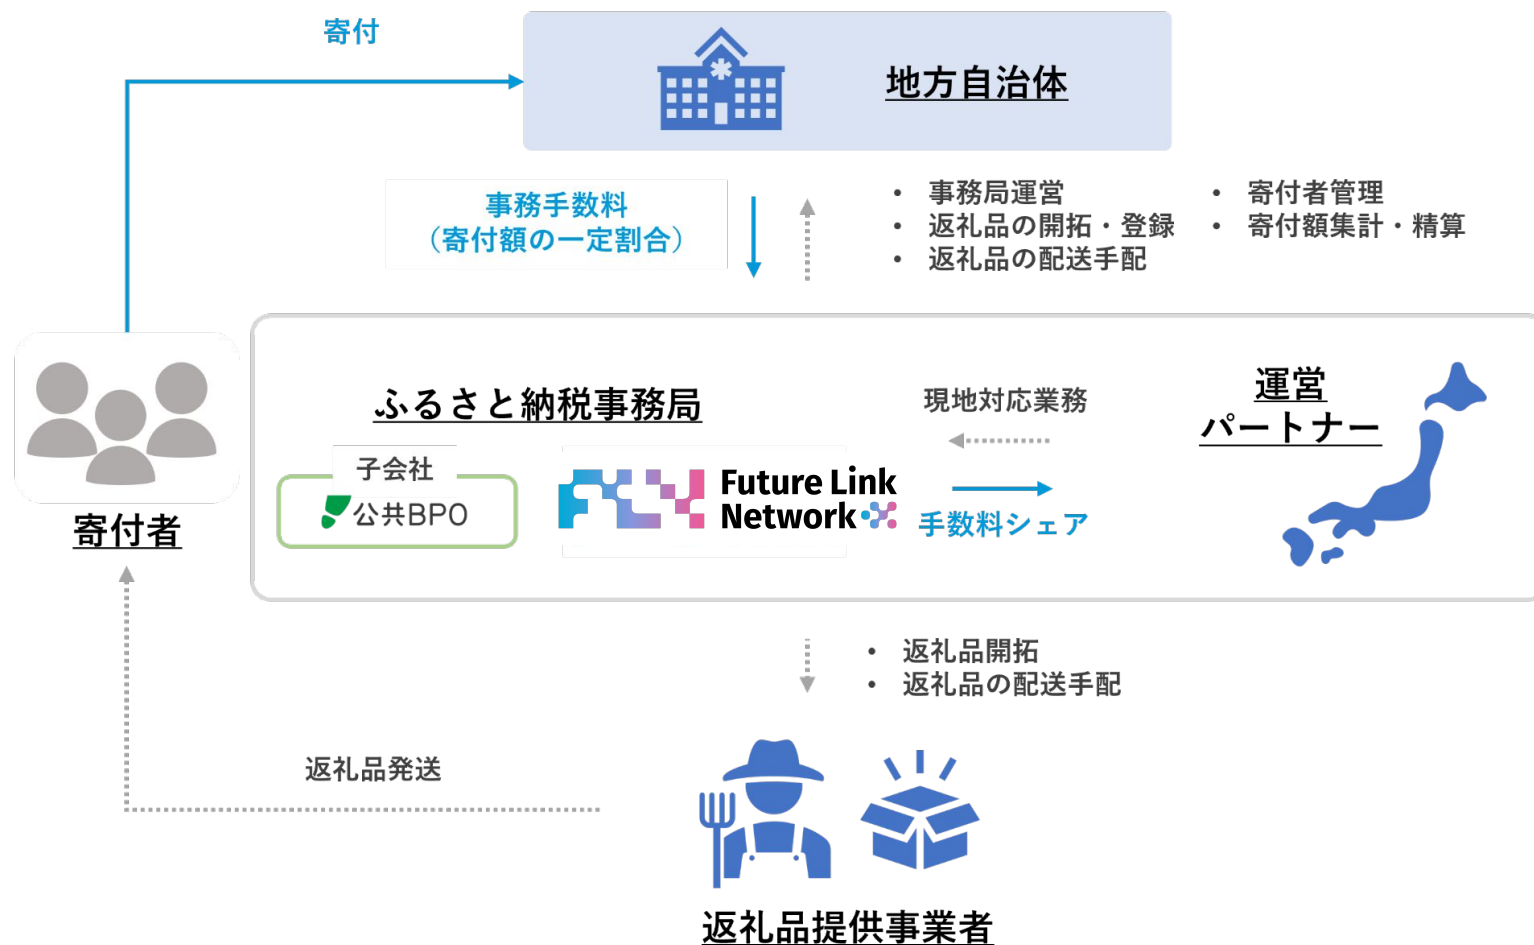 寄付
地方自治体
事務手数料
（寄付額の一定割合）
• 事務局運営
• 返礼品の開拓・登録
• 返礼品の配送手配
• 寄付者管理
• 寄付額集計・精算
寄付者
ふるさと納税事務局
子会社
公共BPO
Future Link
Network
現地対応業務
手数料シェア
運営
パートナー
• 返礼品開拓
• 返礼品の配送手配
返礼品発送
返礼品提供事業者